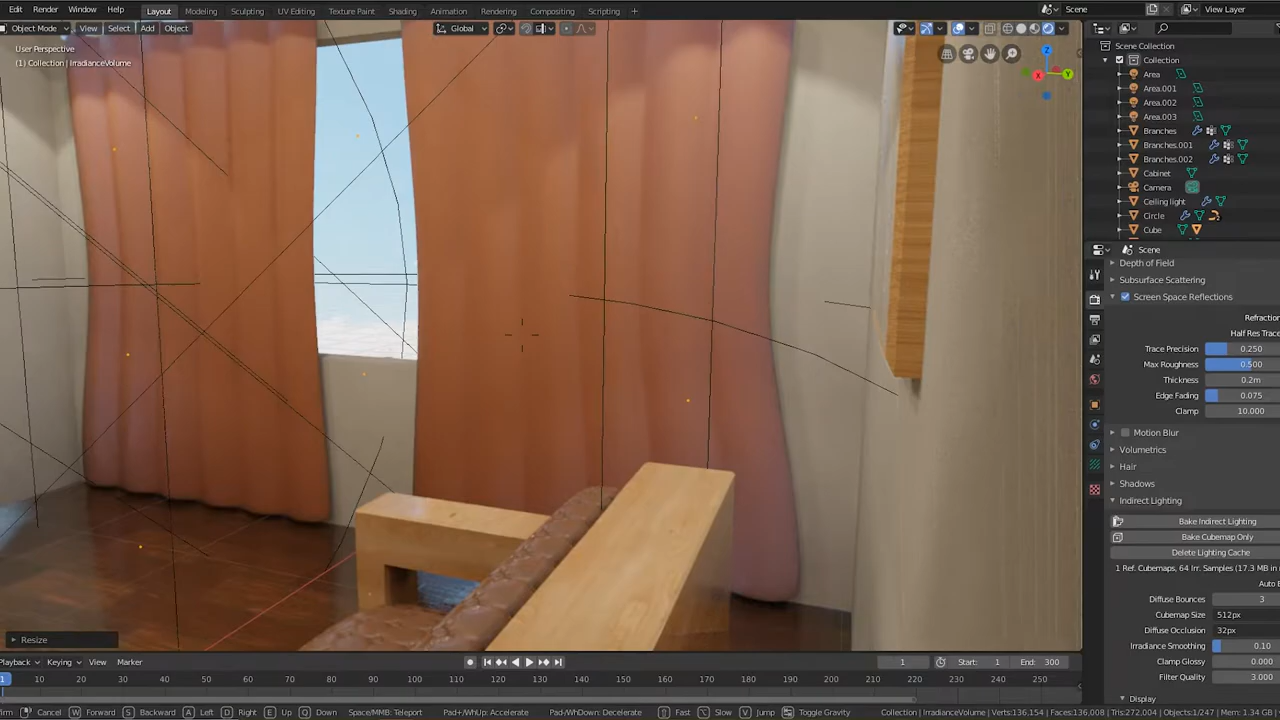 Edit Render Window Help Layout Modeling Sculpting UV Editing Texture Paint Shading Animation Rendering Compositing Scripting + Scene View Layer
Object Mode View Select Add Object Global
User Perspective
(1) Collection | IrradianceVolume
Z
X
Y
Scene Collection
Collection
Area
Area.001
Area.002
Area.003
Branches
Branches.001
Branches.002
Cabinet
Camera
Ceiling light
Circle
Cube
Scene
Depth of Field
Subsurface Scattering
Screen Space Reflections
Refraction
Half Res Trace
Trace Precision 0.250
Max Roughness 0.500
Thickness 0.2m
Edge Fading 0.075
Clamp 10.000
Motion Blur
Volumetrics
Hair
Shadows
Indirect Lighting
Bake Indirect Lighting
Bake Cubemap Only
Delete Lighting Cache
1 Ref. Cubemaps, 64 Irr. Samples (17.3 MB in
Auto B
Diffuse Bounces 3
Cubemap Size 512px
Diffuse Occlusion 32px
Irradiance Smoothing 0.10
Clamp Glossy 0.000
Filter Quality 3.000
Display
Resize
Playback Keying View Marker 1 Start: 1 End: 300
1 10 20 30 40 50 60 70 80 90 100 110 120 130 140 150 160 170 180 190 200 210 220 230 240 250
irm Cancel W Forward S Backward A Left D Right E Up Q Down Space/MMB: Teleport Pad+/WhUp: Accelerate Pad-/WhDown: Decelerate Fast Slow V Jump Toggle Gravity Collection | IrradianceVolume | Verts:136,154 | Faces:136,008 | Tris:272,004 | Objects:1/247 | Mem: 1.34 GB